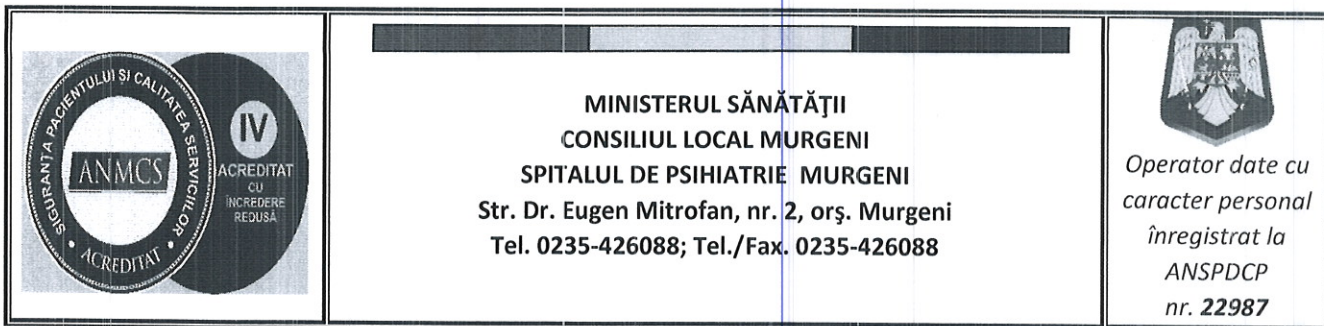 SIGURANȚA PACIENTULUI ȘI CALITATEA SERVICIILOR
ANMCS
• ACREDITAT •
IV
ACREDITAT
CU
ÎNCREDERE
REDUSĂ
MINISTERUL SĂNĂTĂŢII
CONSILIUL LOCAL MURGENI
SPITALUL DE PSIHIATRIE MURGENI
Str. Dr. Eugen Mitrofan, nr. 2, orş. Murgeni
Tel. 0235-426088; Tel./Fax. 0235-426088
Operator date cu
caracter personal
înregistrat la
ANSPDCP
nr. 22987